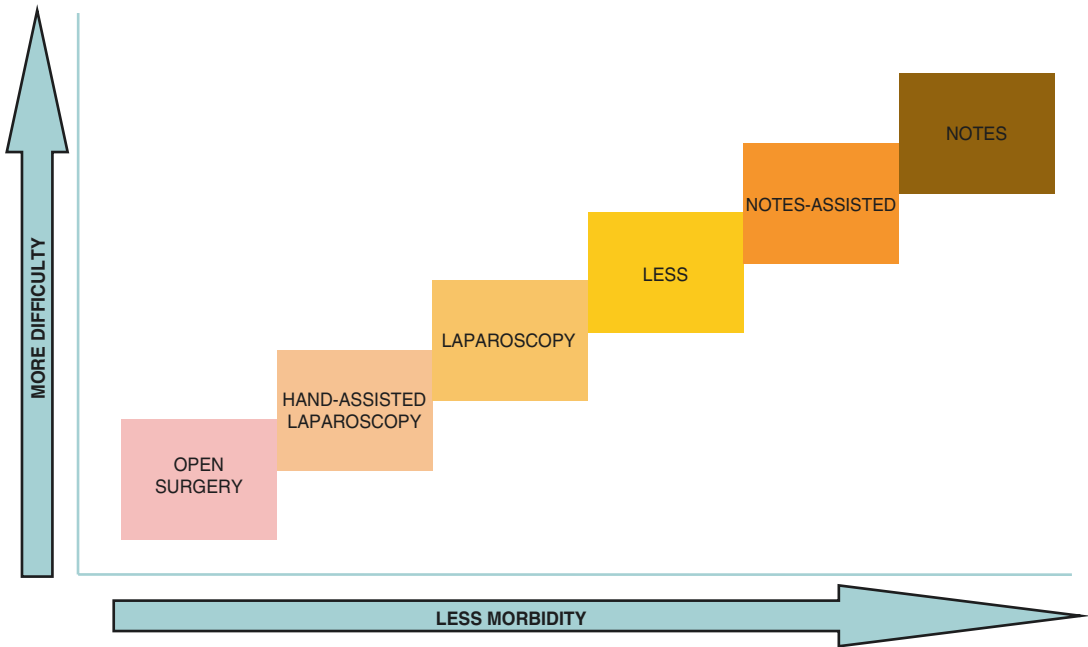 MORE DIFFICULTY
NOTES
NOTES-ASSISTED
LESS
LAPAROSCOPY
HAND-ASSISTED
LAPAROSCOPY
OPEN
SURGERY
LESS MORBIDITY